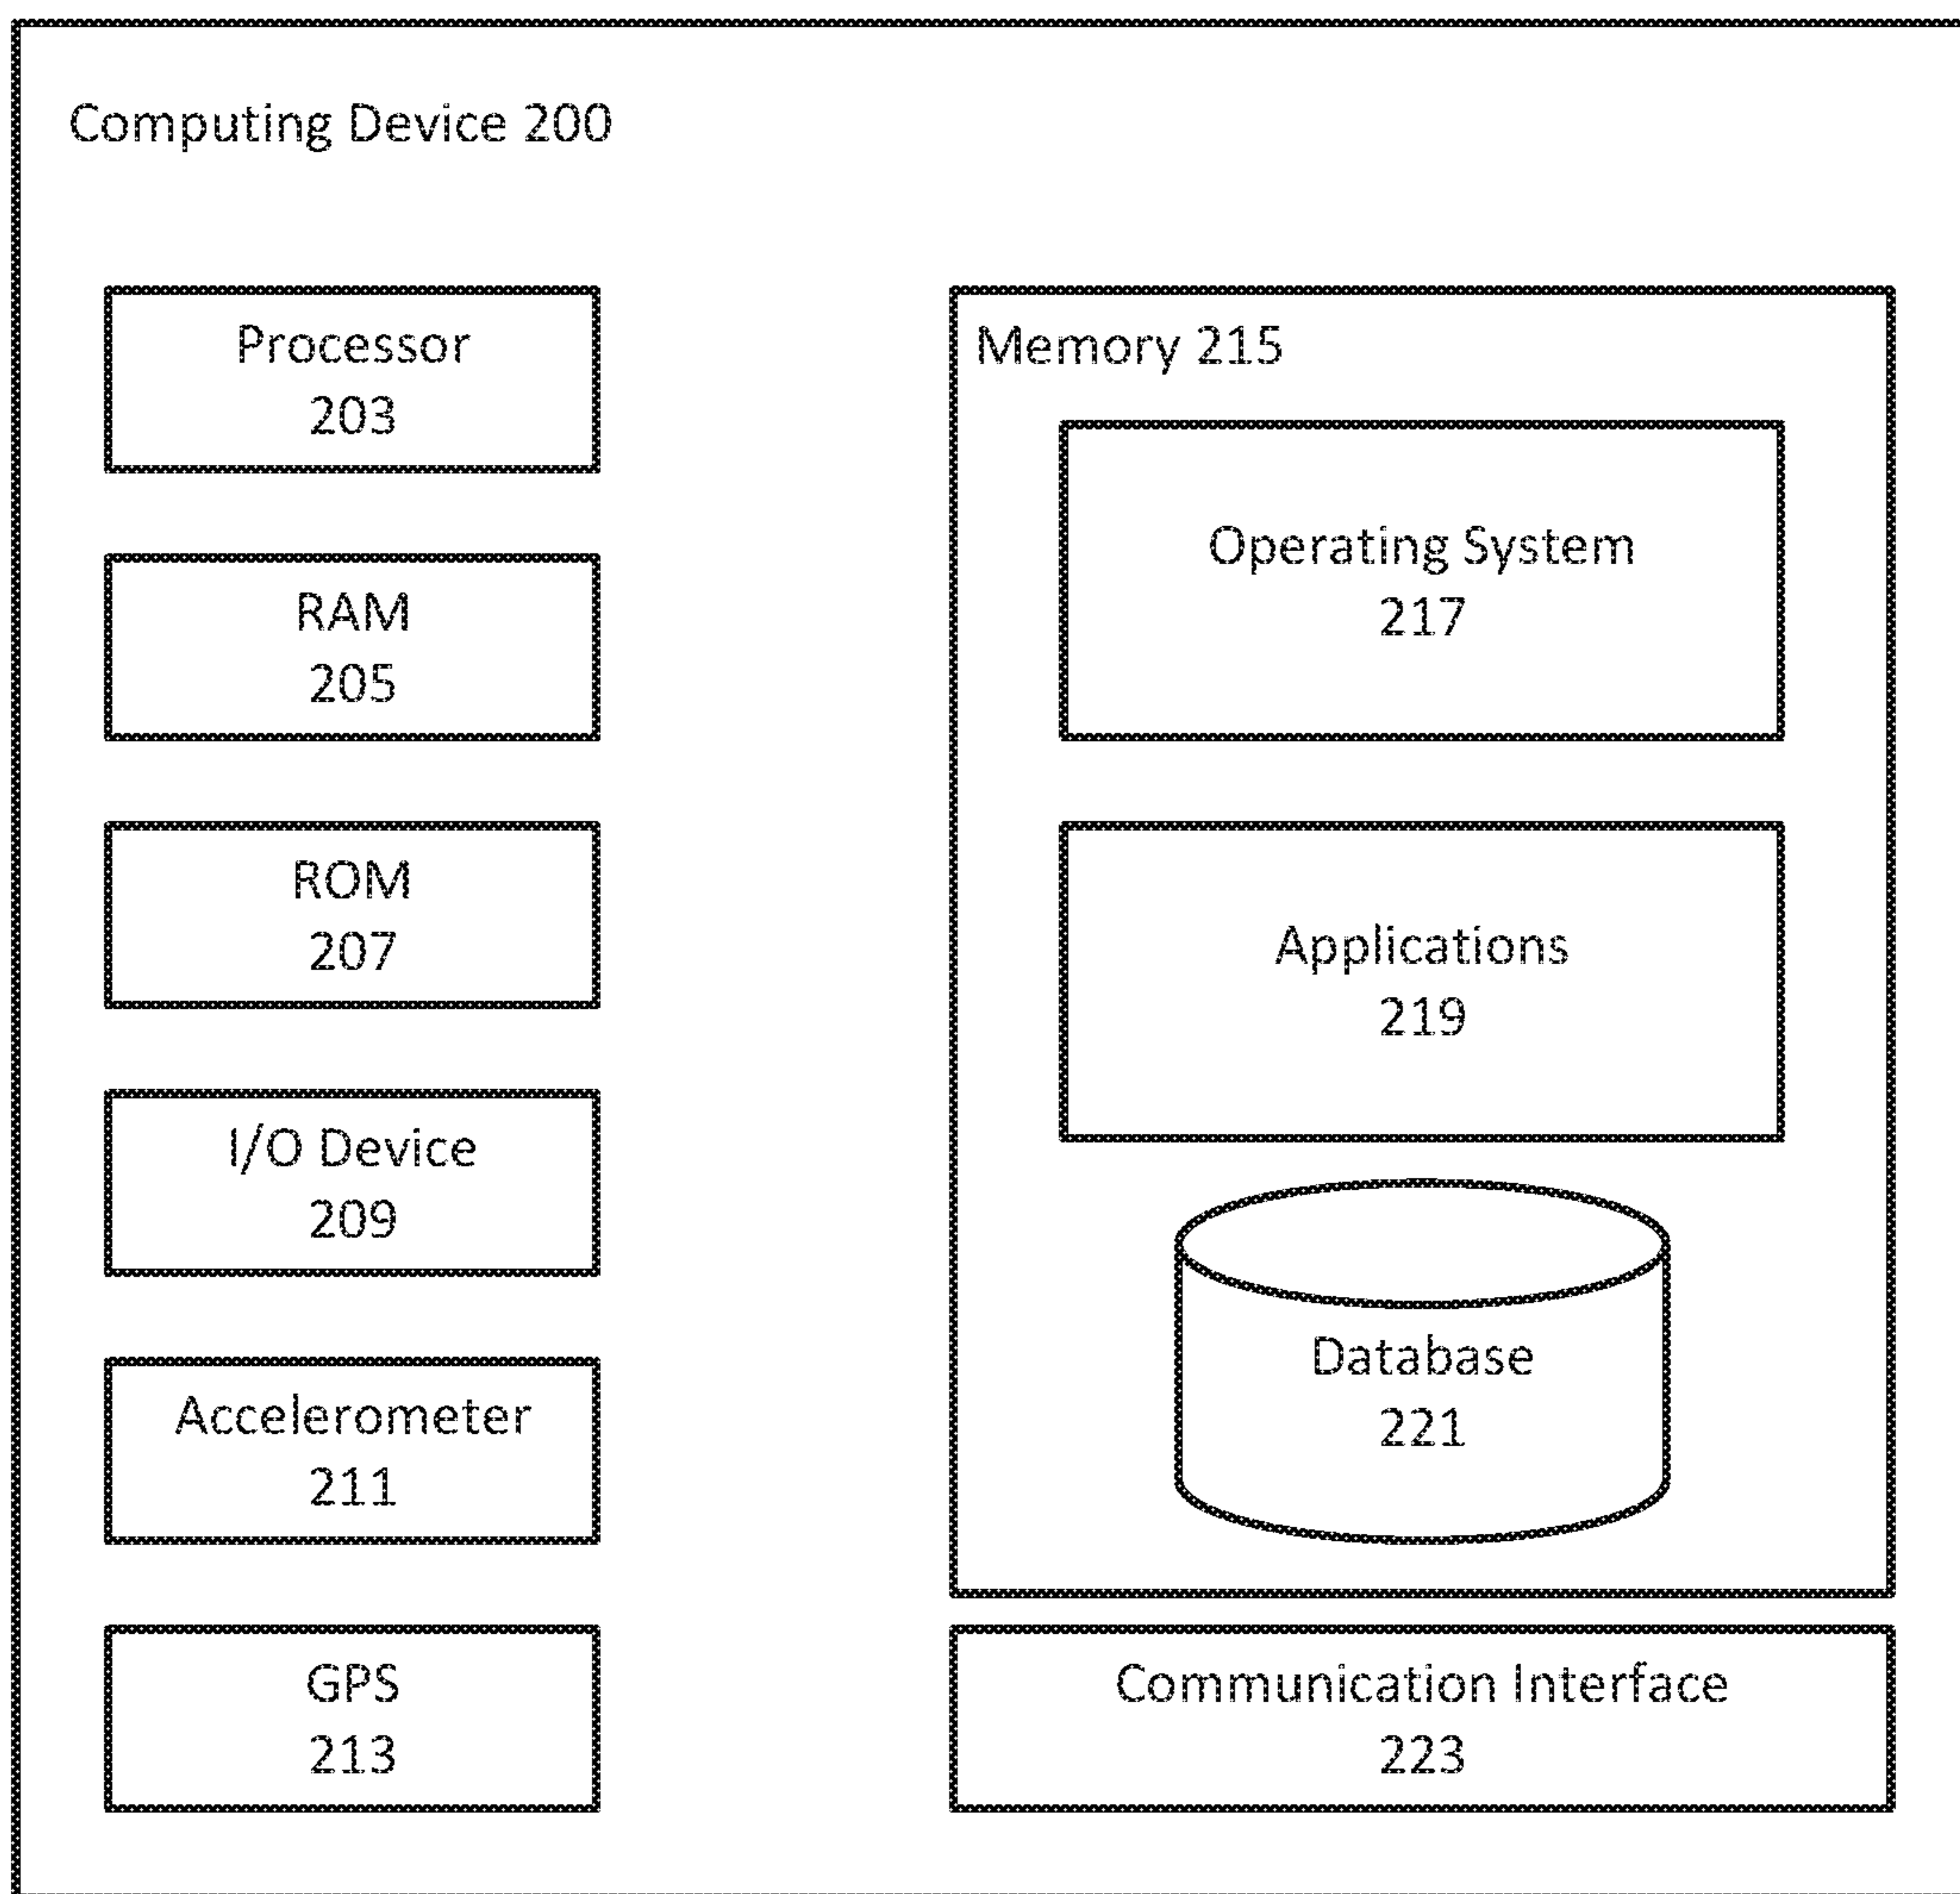 Computing Device 200
Processor
203
RAM
205
ROM
207
I/O Device
209
Accelerometer
211
GPS
213
Memory 215
Operating System
217
Applications
219
Database
221
Communication Interface
223